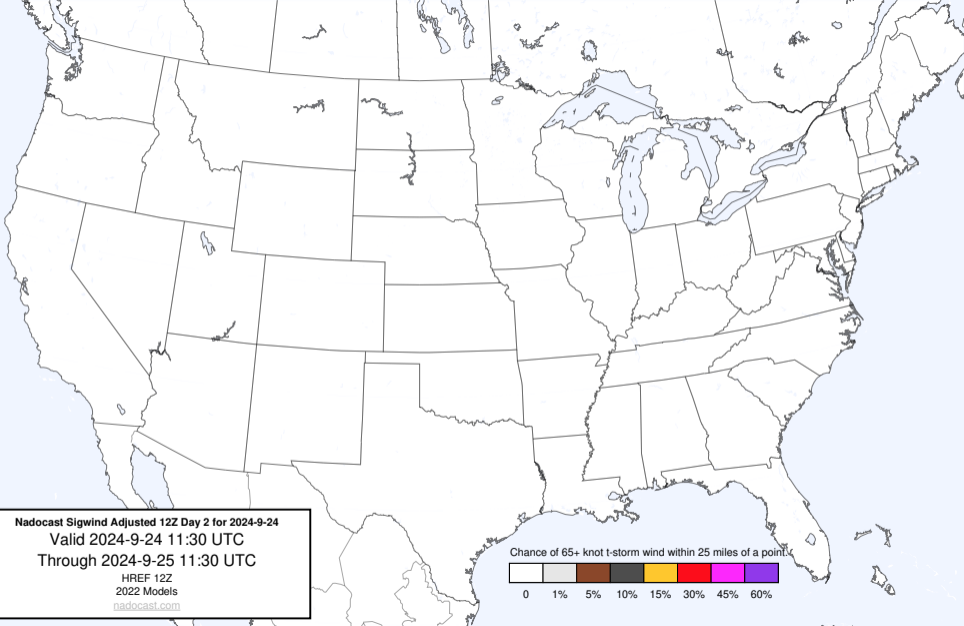 Nadocast Sigwind Adjusted 12Z Day 2 for 2024-9-24
Valid 2024-9-24 11:30 UTC
Through 2024-9-25 11:30 UTC
HREF 12Z
2022 Models
nadocast.com
Chance of 65+ knot t-storm wind within 25 miles of a point.
0 1% 5% 10% 15% 30% 45% 60%